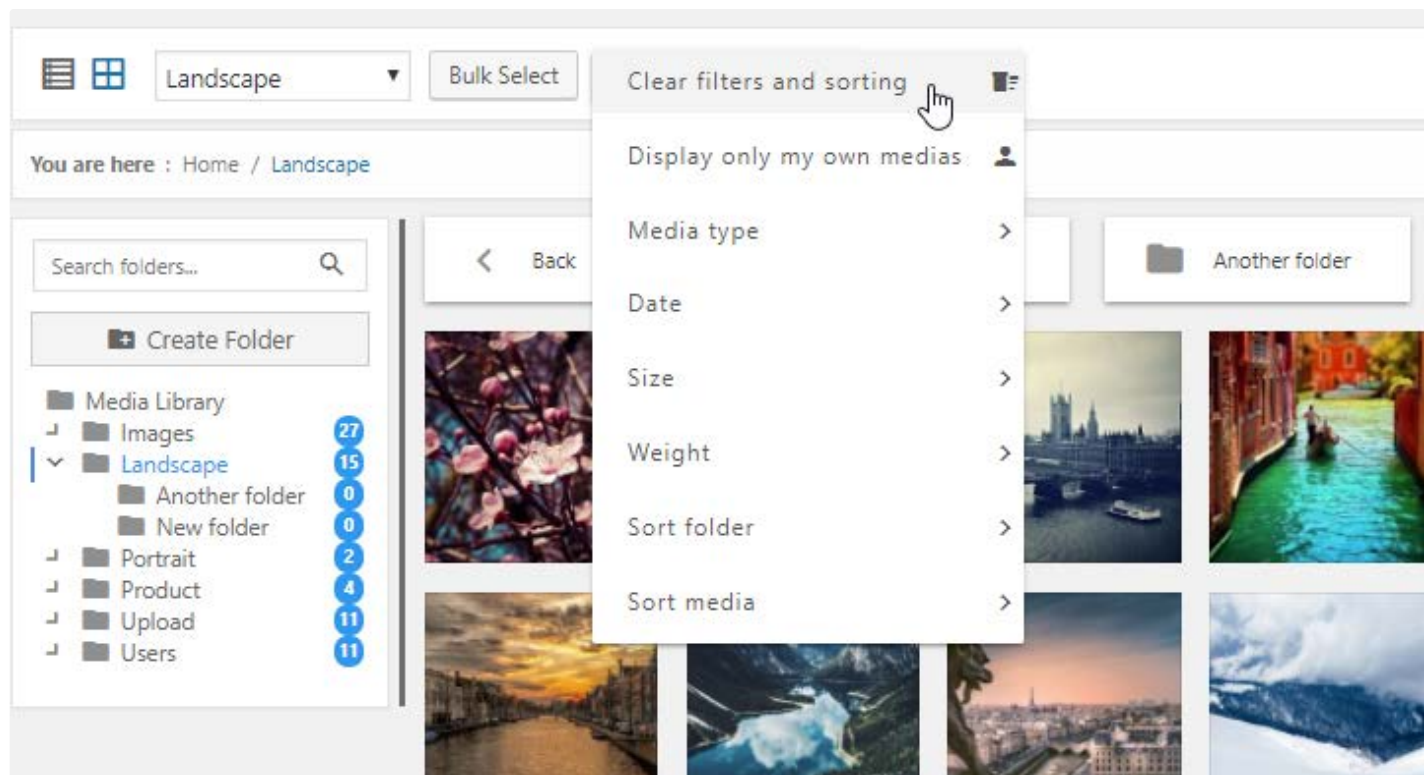 Landscape
Bulk Select
Clear filters and sorting
Display only my own medias
Media type
Date
Size
Weight
Sort folder
Sort media
You are here : Home / Landscape
Search folders...
Create Folder
Media Library
Images 27
Landscape 15
Another folder 0
New folder 0
Portrait 2
Product 4
Upload 11
Users 11
Back
Another folder